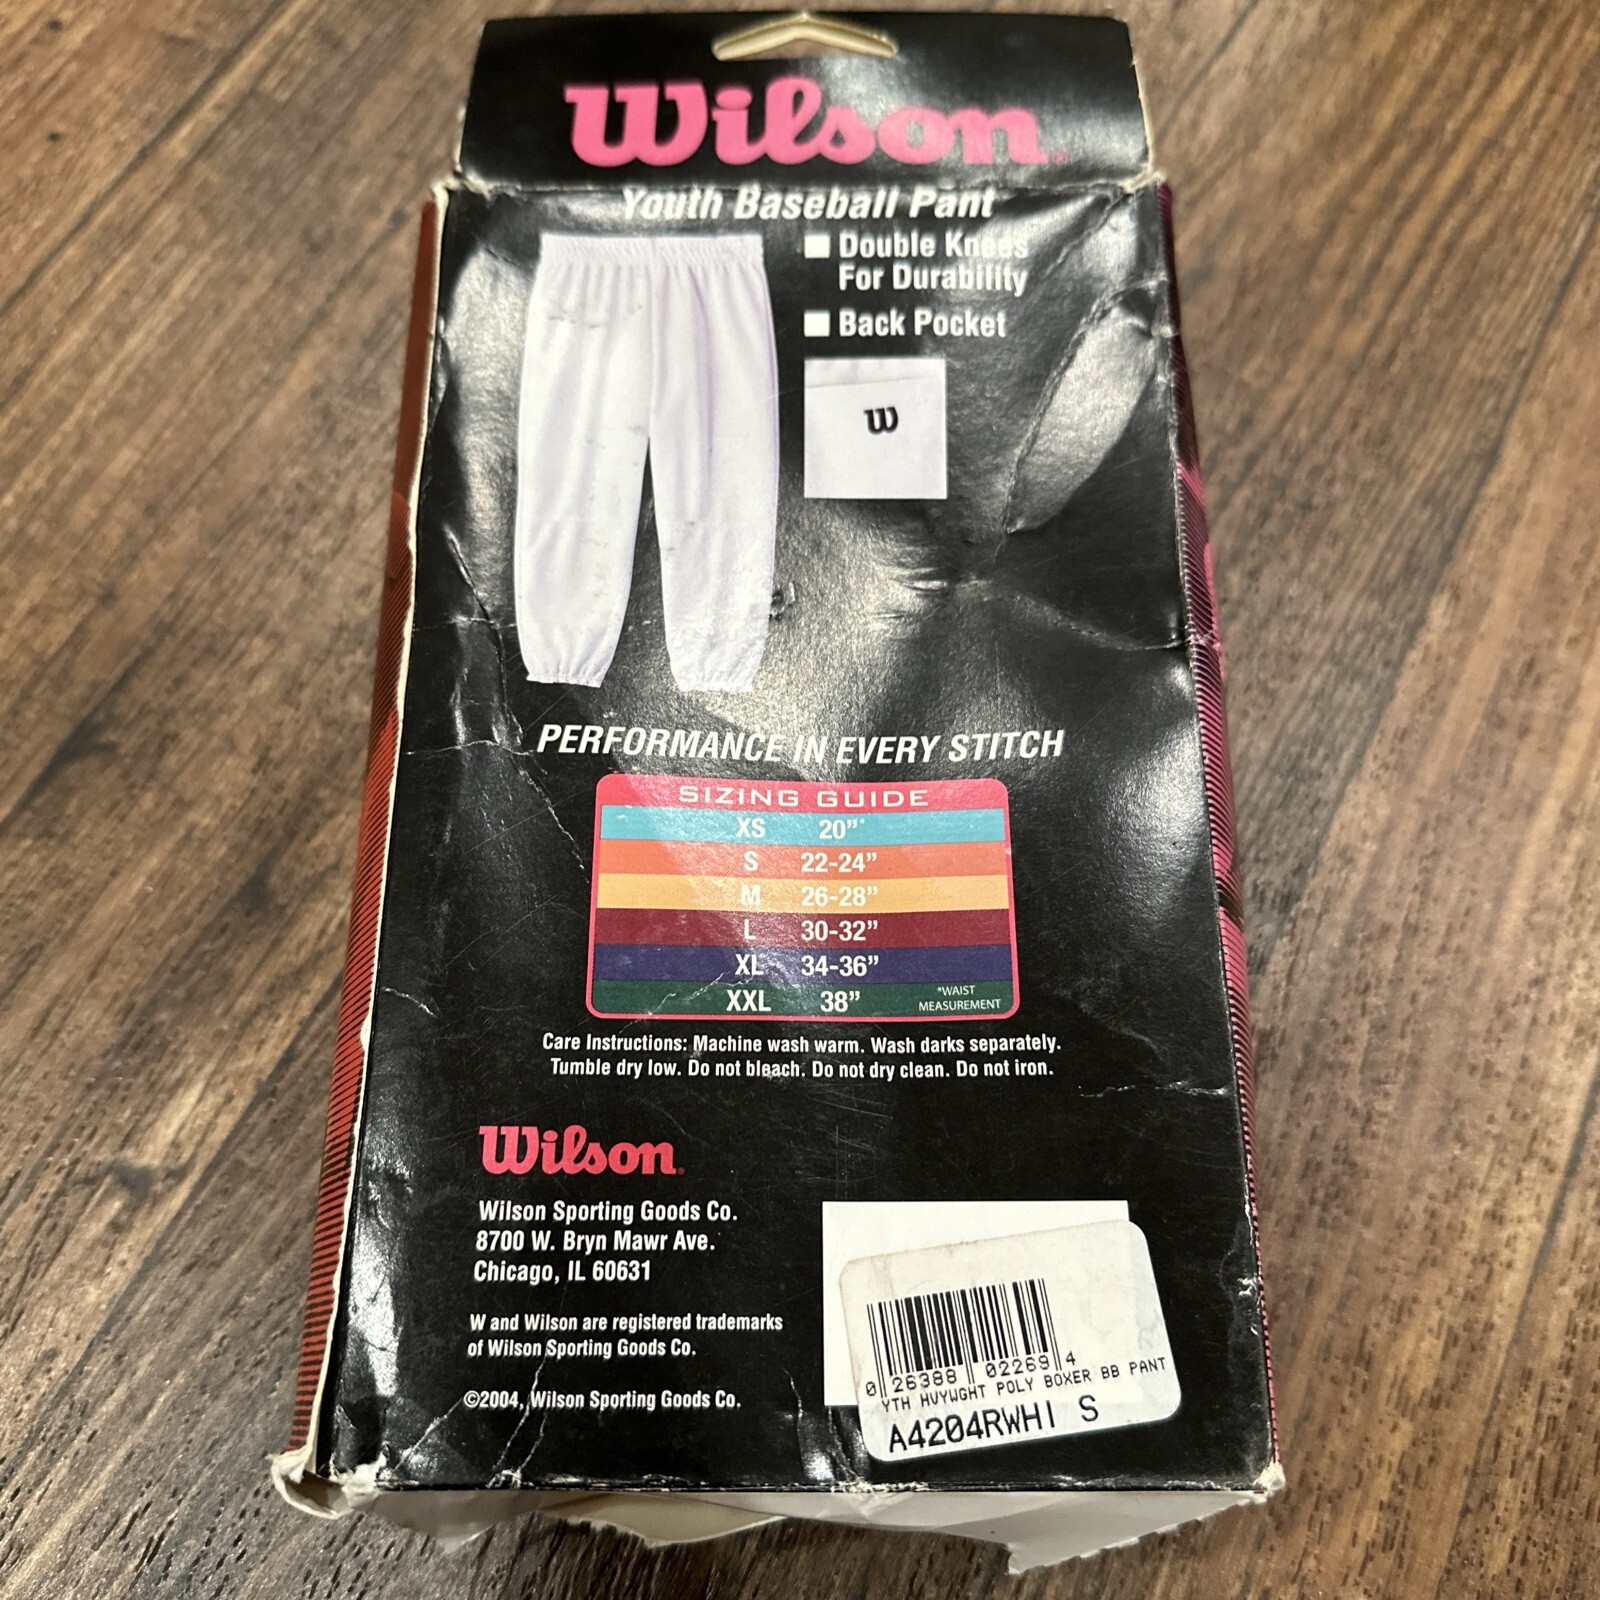 Wilson®
Youth Baseball Pant
Double Knees
For Durability
Back Pocket
W
PERFORMANCE IN EVERY STITCH
SIZING GUIDE
XS 20”*
S 22-24”
M 26-28”
L 30-32”
XL 34-36”
XXL 38”
*WAIST
MEASUREMENT
Care Instructions: Machine wash warm. Wash darks separately.
Tumble dry low. Do not bleach. Do not dry clean. Do not iron.
Wilson®
Wilson Sporting Goods Co.
8700 W. Bryn Mawr Ave.
Chicago, IL 60631
W and Wilson are registered trademarks
of Wilson Sporting Goods Co.
©2004, Wilson Sporting Goods Co.
0 26388 02269 4
YTH HVYWGHT POLY BOXER BB PANT
A4204RWHI S